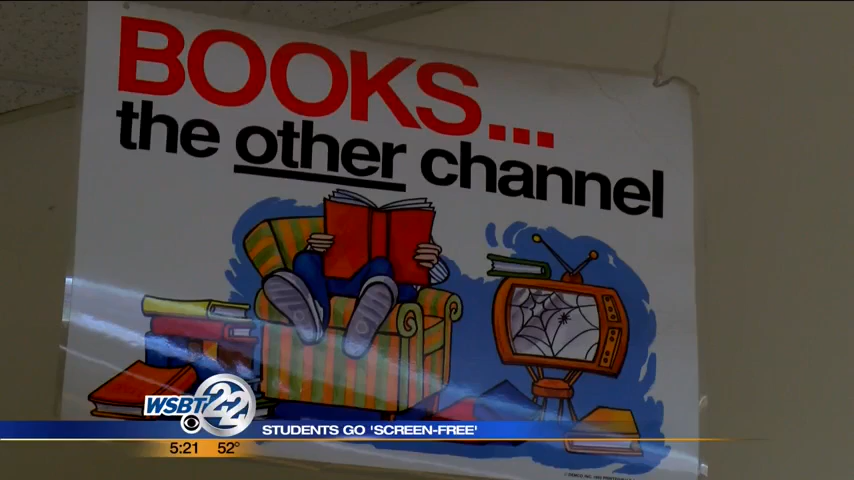 BOOKS...
the other channel
WSBT 22
STUDENTS GO 'SCREEN-FREE'
5:21 52°